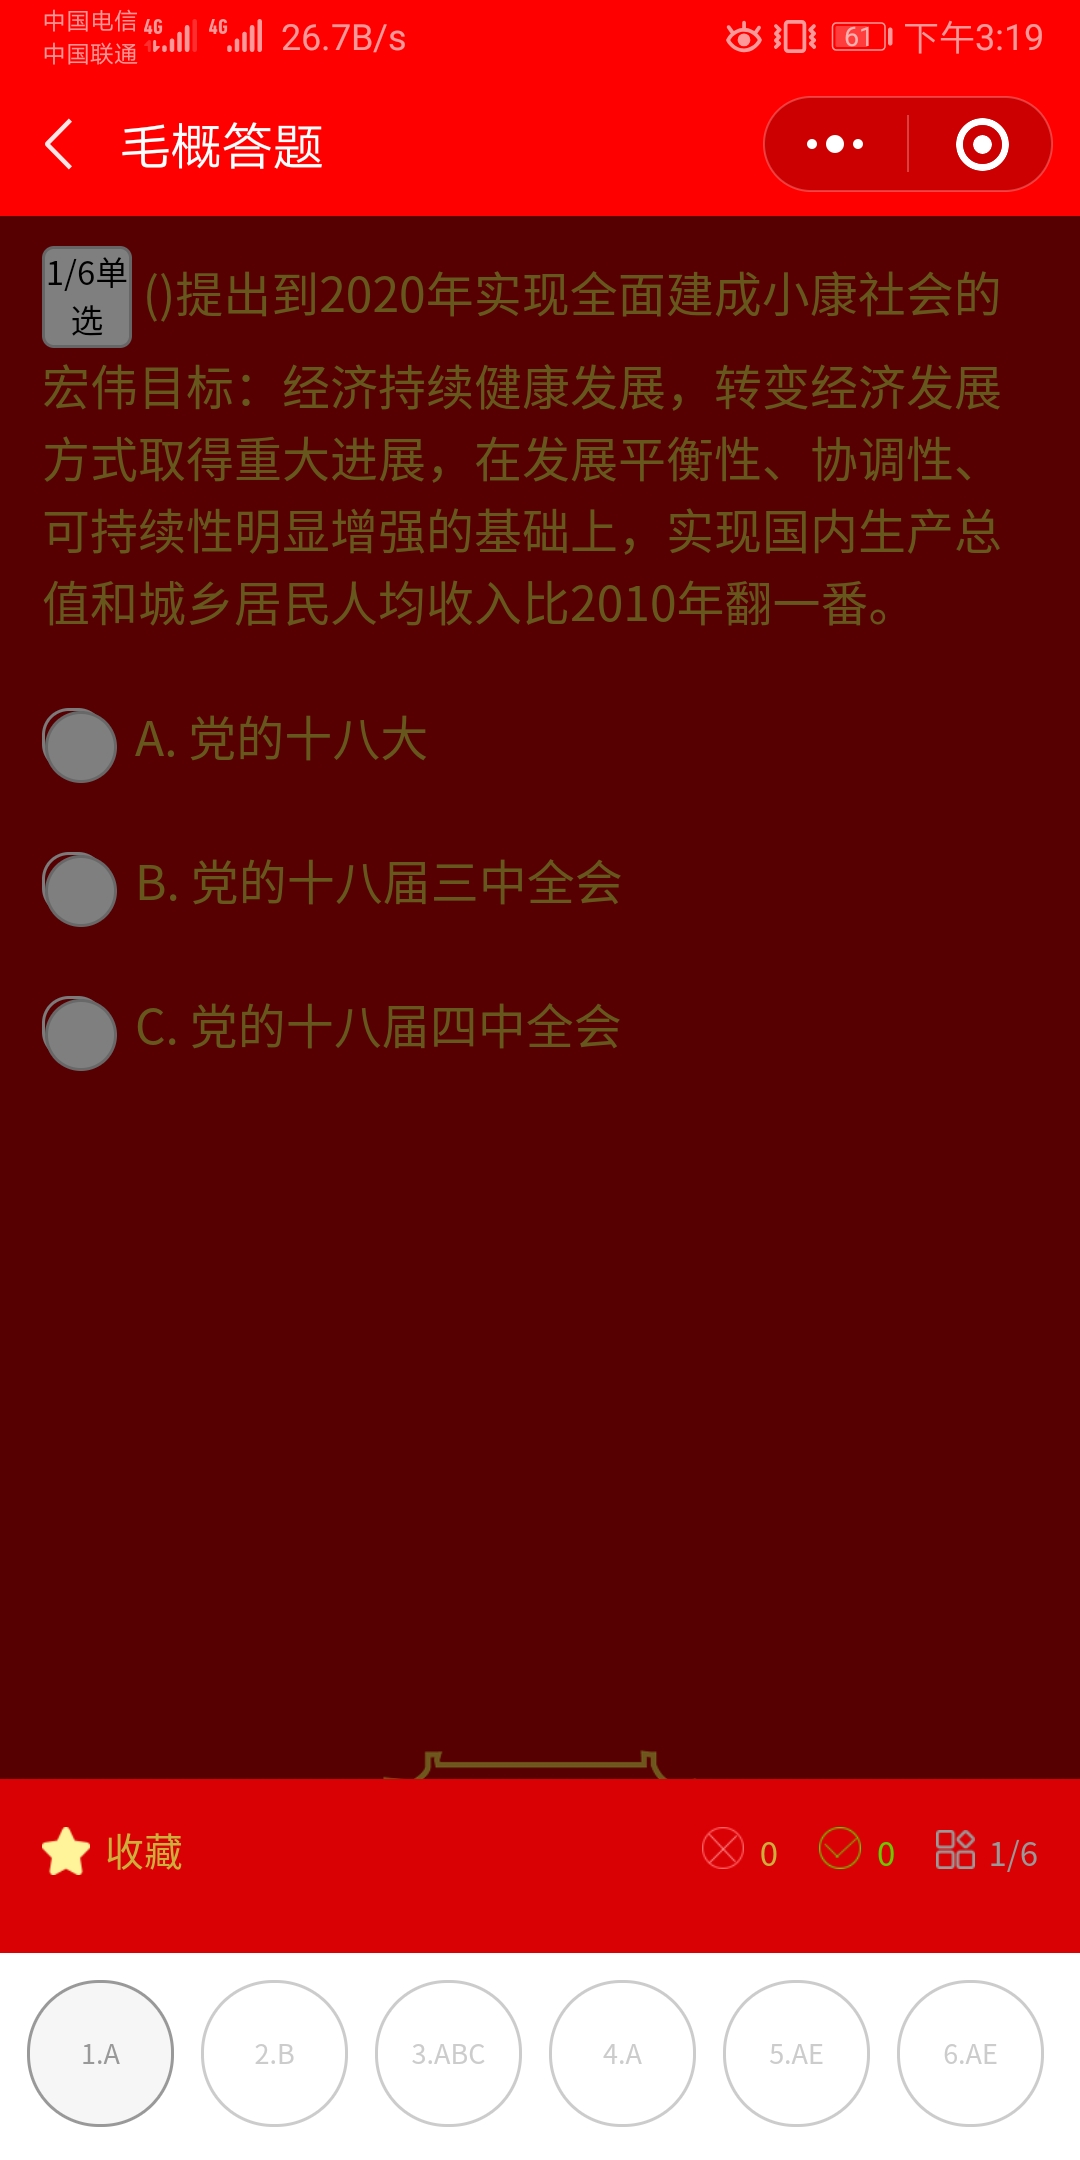 中国电信 4G 4G 26.7B/s 61 下午3:19
中国联通
毛概答题
1/6单选 ()提出到2020年实现全面建成小康社会的
宏伟目标：经济持续健康发展，转变经济发展
方式取得重大进展，在发展平衡性、协调性、
可持续性明显增强的基础上，实现国内生产总
值和城乡居民人均收入比2010年翻一番。
A. 党的十八大
B. 党的十八届三中全会
C. 党的十八届四中全会
收藏 0 0 1/6
1.A 2.B 3.ABC 4.A 5.AE 6.AE